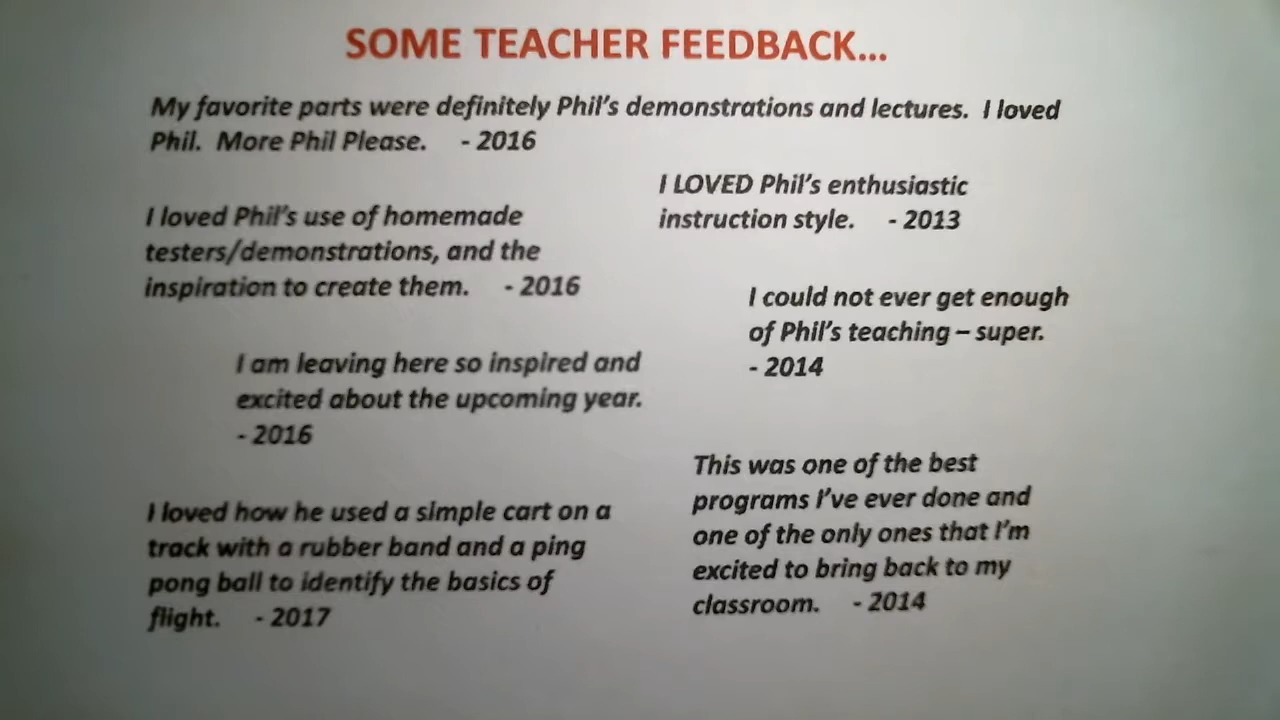 SOME TEACHER FEEDBACK...
My favorite parts were definitely Phil's demonstrations and lectures. I loved
Phil. More Phil Please. - 2016
I LOVED Phil's enthusiastic
instruction style. - 2013
I loved Phil's use of homemade
testers/demonstrations, and the
inspiration to create them. - 2016
I could not ever get enough
of Phil's teaching – super.
- 2014
I am leaving here so inspired and
excited about the upcoming year.
- 2016
This was one of the best
programs I've ever done and
one of the only ones that I'm
excited to bring back to my
classroom. - 2014
I loved how he used a simple cart on a
track with a rubber band and a ping
pong ball to identify the basics of
flight. - 2017